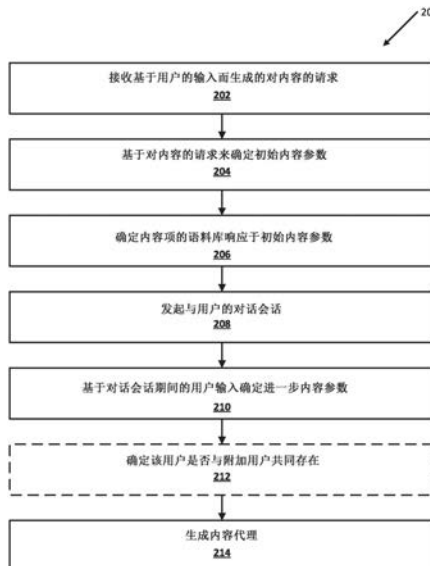 20
接收基于用户的输入而生成的对内容的请求
202
基于对内容的请求来确定初始内容参数
204
确定内容项的语料库响应于初始内容参数
206
发起与用户的对话会话
208
基于对话会话期间的用户输入确定进一步内容参数
210
确定该用户是否与附加用户共同存在
212
生成内容代理
214